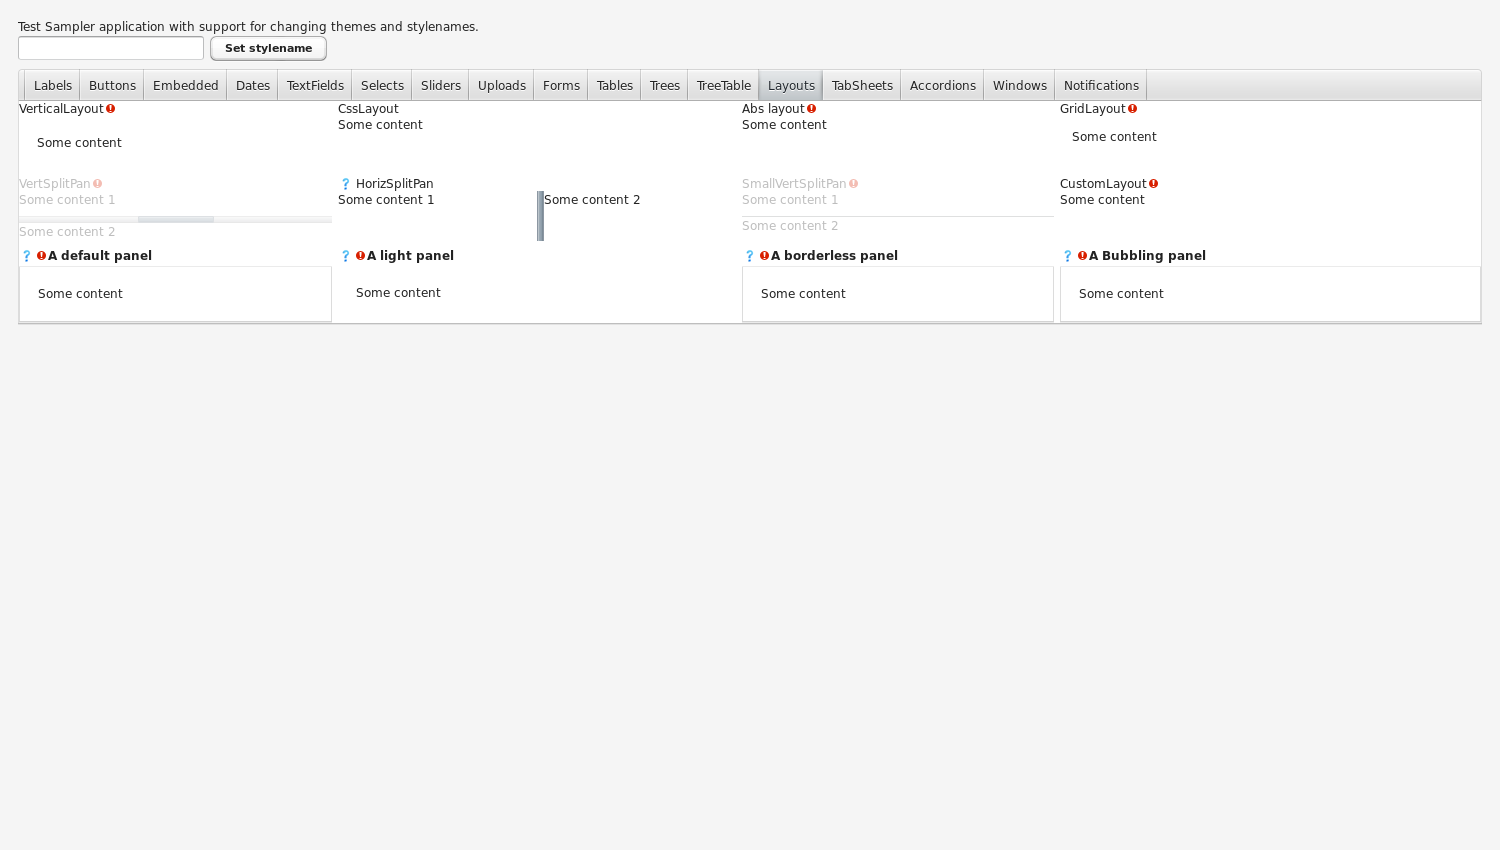 Test Sampler application with support for changing themes and stylenames.
Set stylename
Labels Buttons Embedded Dates TextFields Selects Sliders Uploads Forms Tables Trees TreeTable Layouts TabSheets Accordions Windows Notifications
VerticalLayout CssLayout Abs layout GridLayout
Some content Some content
Some content Some content
VertSplitPan HorizSplitPan SmallVertSplitPan CustomLayout
Some content 1 Some content 1 Some content 2 Some content 1 Some content
Some content 2 Some content 2
A default panel A light panel A borderless panel A Bubbling panel
Some content Some content Some content Some content